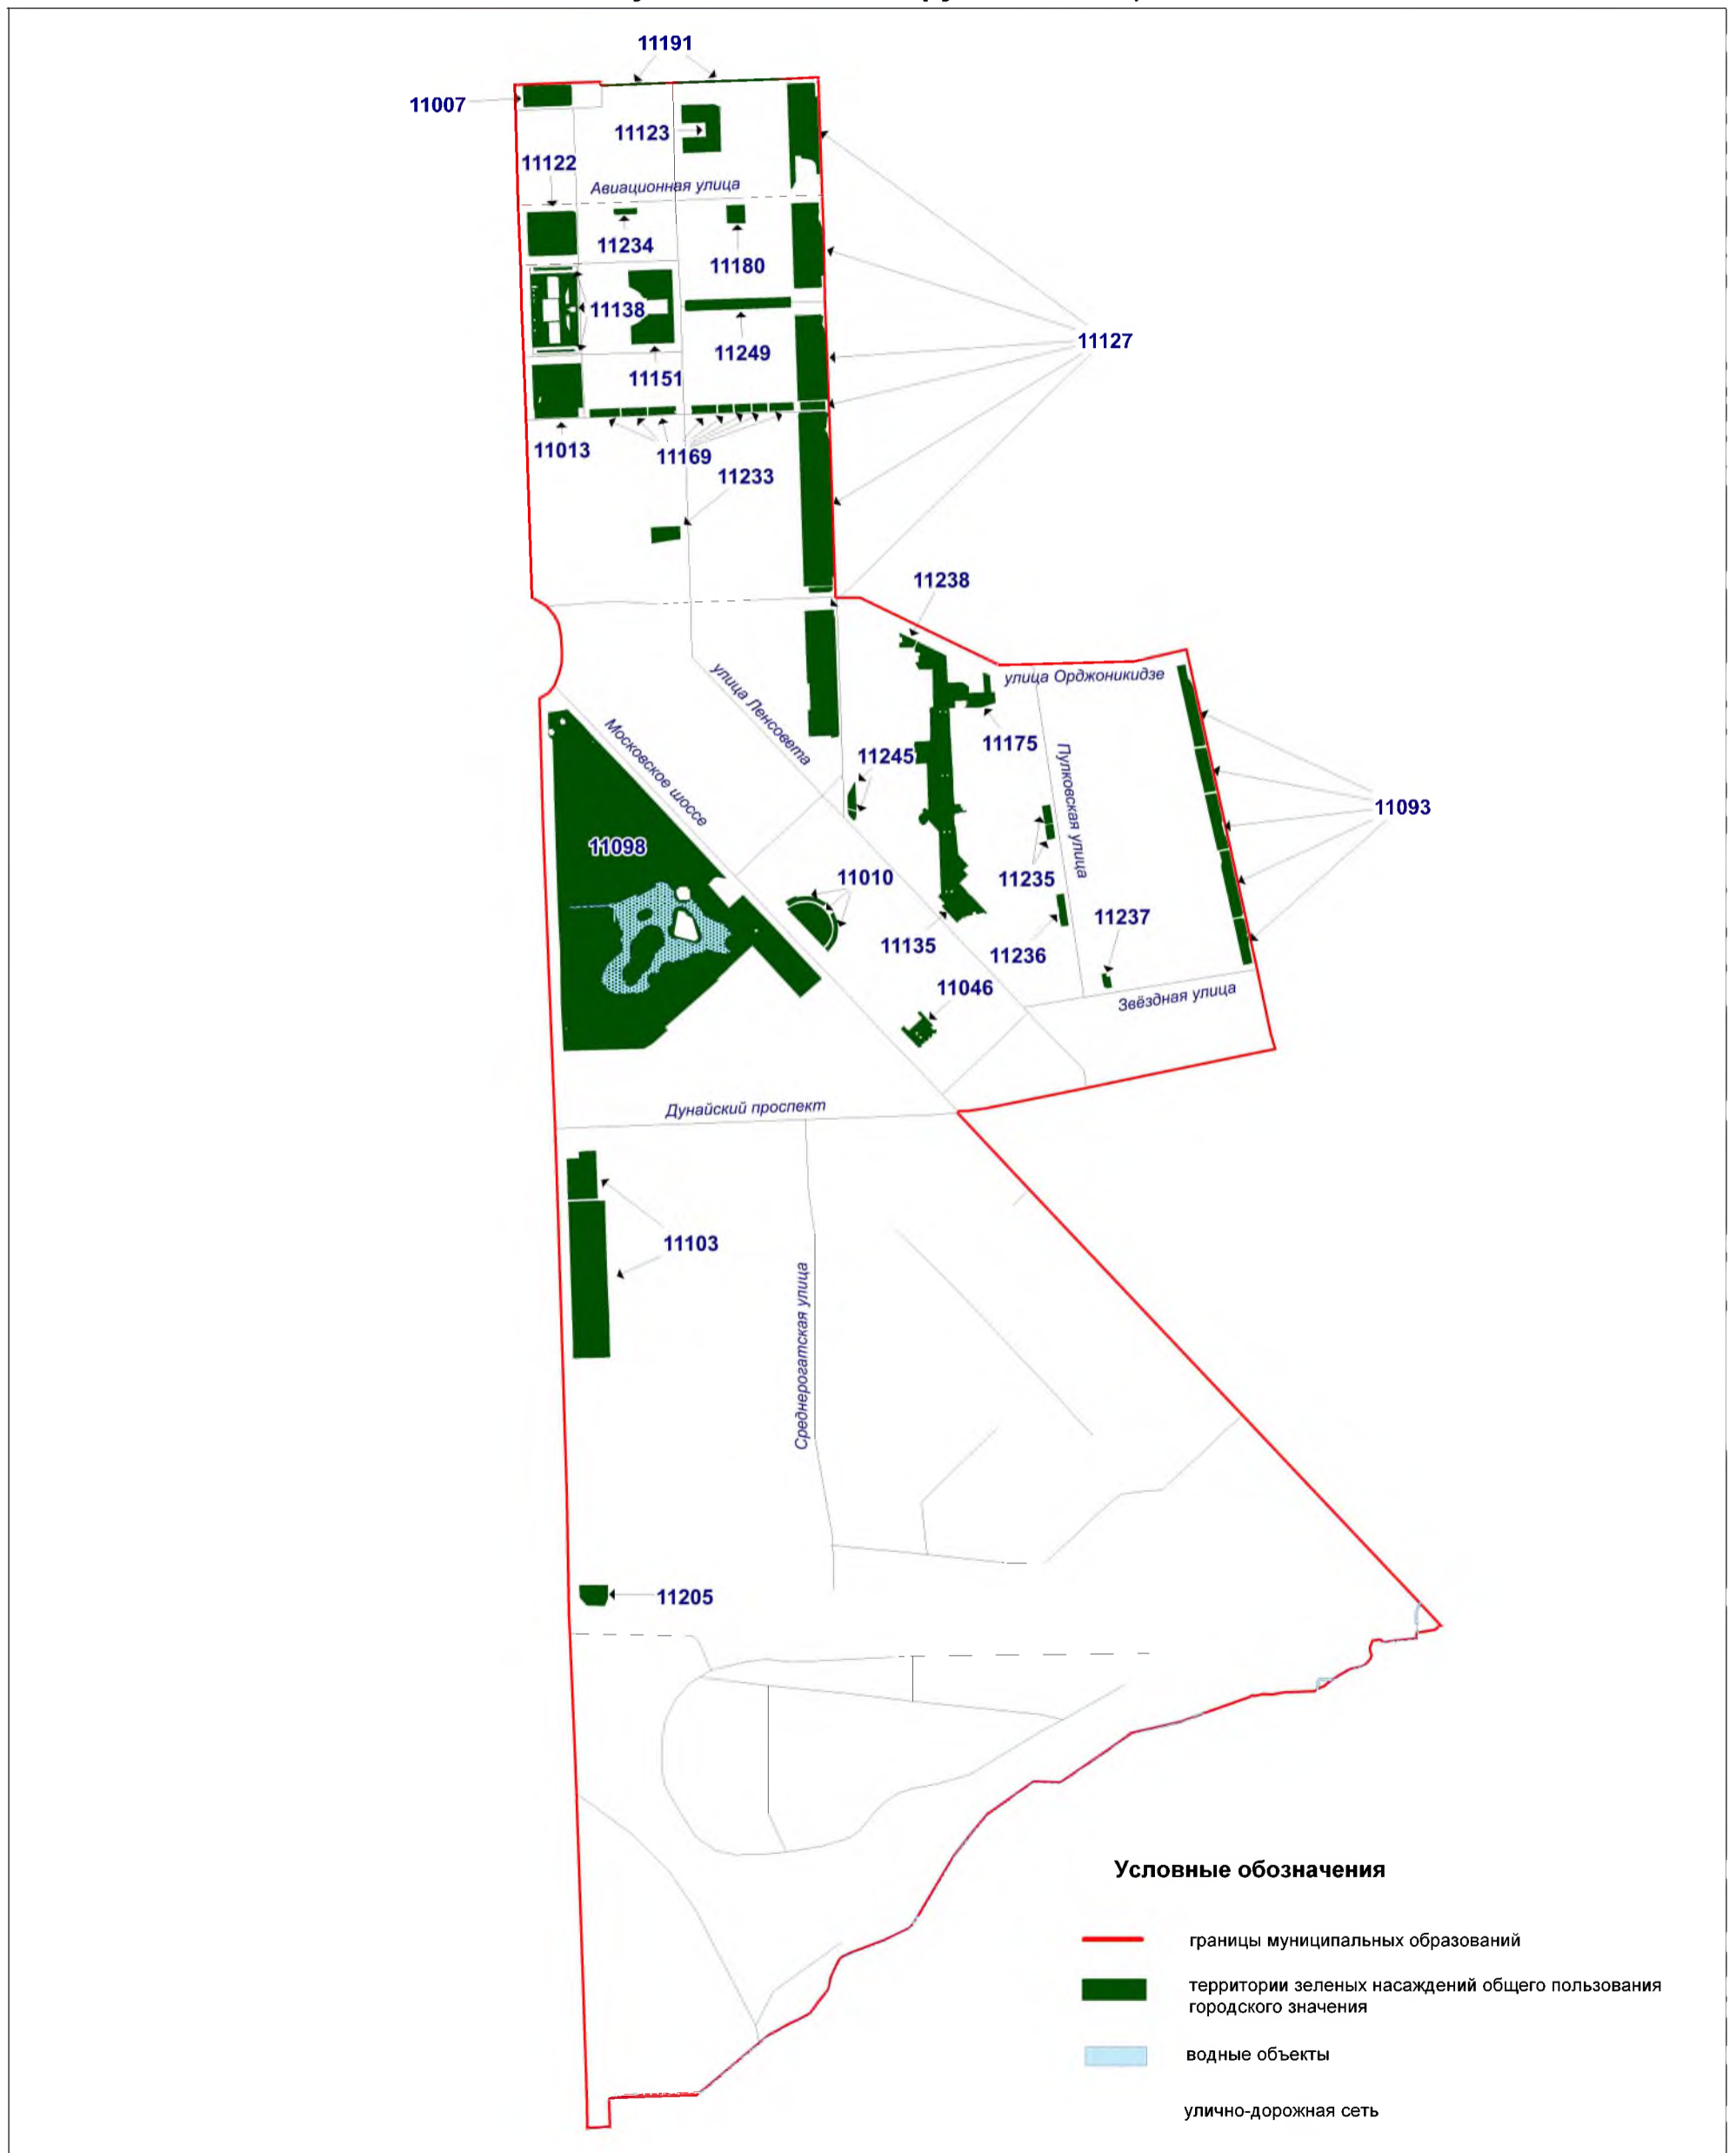 11191
11007
11123
11122
Авиационная улица
11234
11180
11138
11127
11249
11151
11013
11169
11233
11238
улица Орджоникидзе
улица Ленсовета
Московское шоссе
11175
11245
Пулковская улица
11093
11098
11010
11235
11237
11135
11236
11046
Звёздная улица
Дунайский проспект
11103
Среднерогатская улица
11205
Условные обозначения
границы муниципальных образований
территории зеленых насаждений общего пользования
городского значения
водные объекты
улично-дорожная сеть